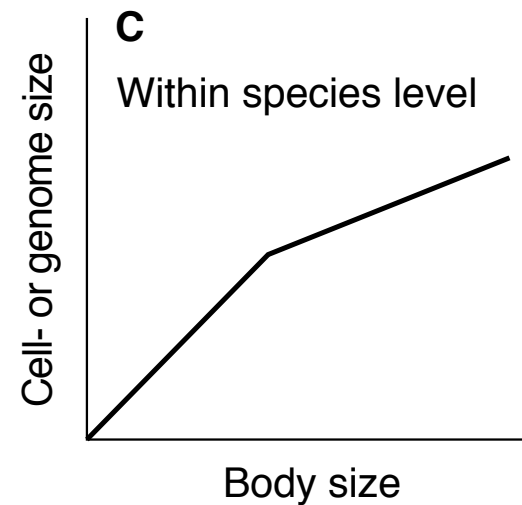 C
Within species level
Cell- or genome size
Body size